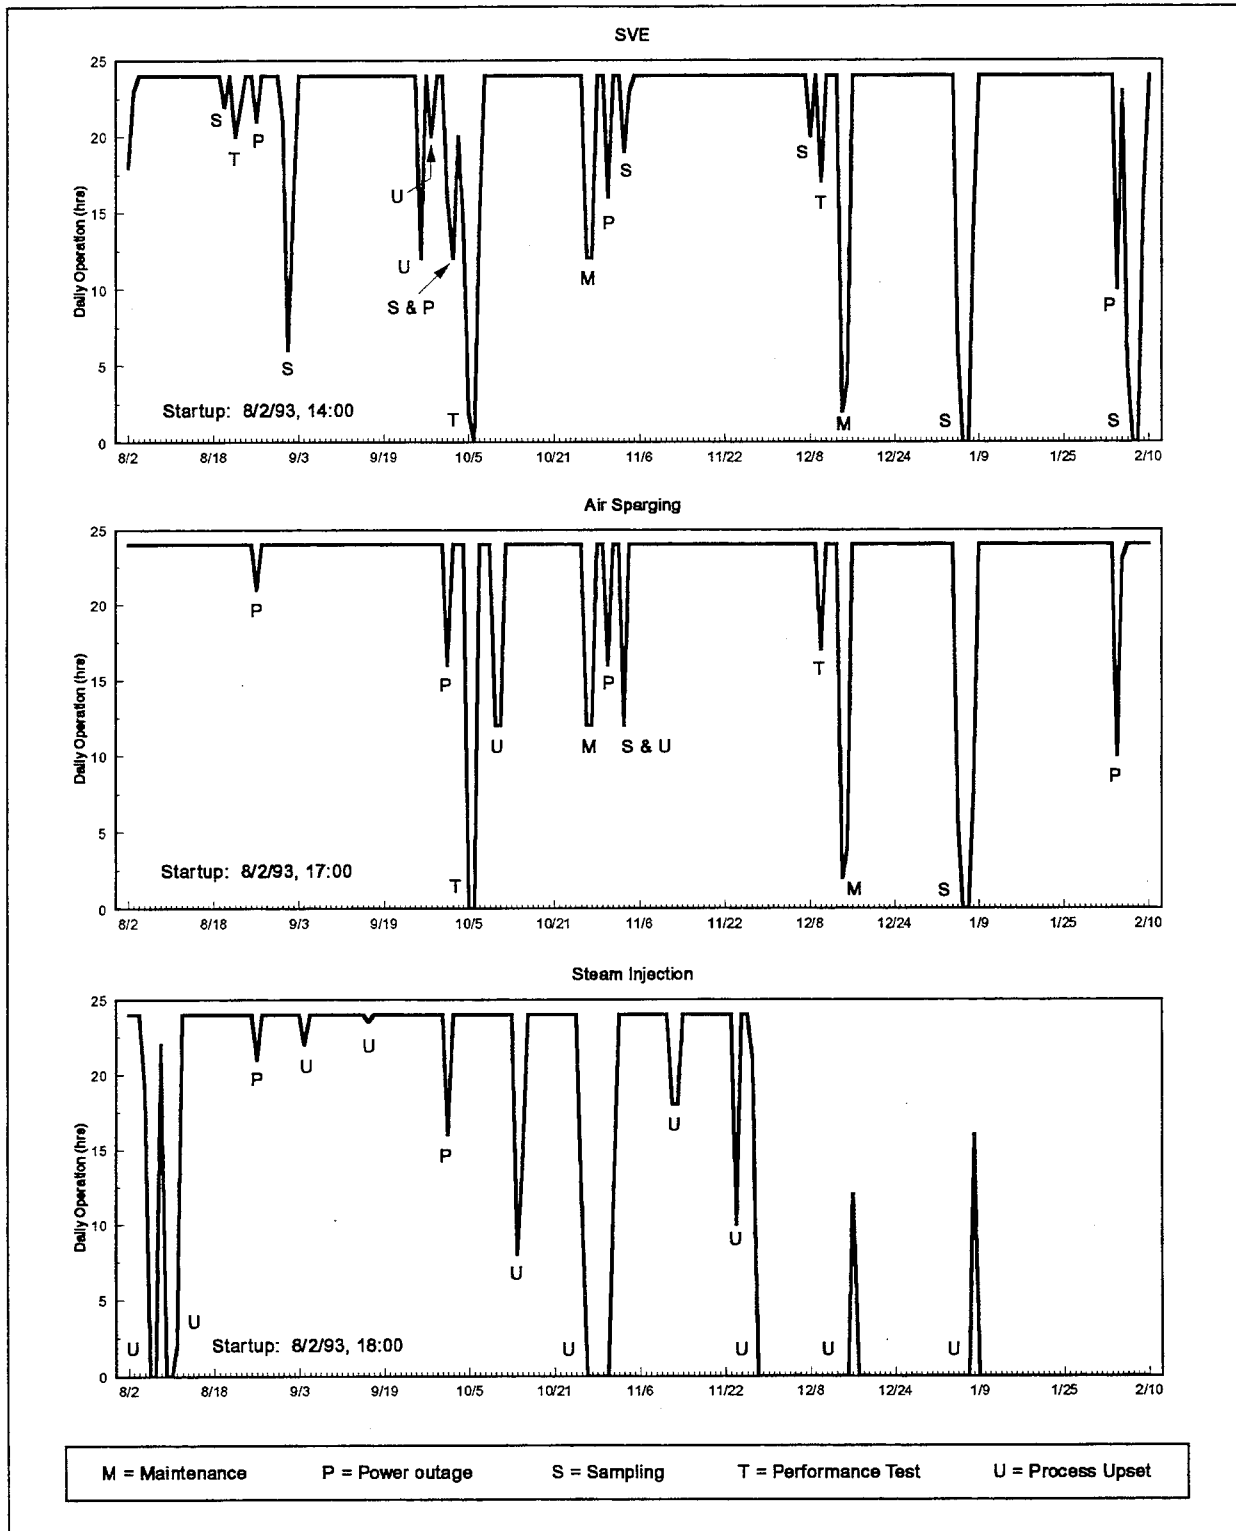 SVE
Daily Operation (hrs)
25
20
15
10
5
0
S
T
P
S
U
U
S & P
T
M
P
S
S
T
M
S
P
S
Startup: 8/2/93, 14:00
8/2 8/18 9/3 9/19 10/5 10/21 11/6 11/22 12/8 12/24 1/9 1/25 2/10
Air Sparging
Daily Operation (hrs)
25
20
15
10
5
0
P
P
T
U
M
P
S & U
T
M
S
P
Startup: 8/2/93, 17:00
8/2 8/18 9/3 9/19 10/5 10/21 11/6 11/22 12/8 12/24 1/9 1/25 2/10
Steam Injection
Daily Operation (hrs)
25
20
15
10
5
0
U
U
P
U
U
P
U
U
U
U
U
U
U
Startup: 8/2/93, 18:00
8/2 8/18 9/3 9/19 10/5 10/21 11/6 11/22 12/8 12/24 1/9 1/25 2/10
M = Maintenance P = Power outage S = Sampling T = Performance Test U = Process Upset